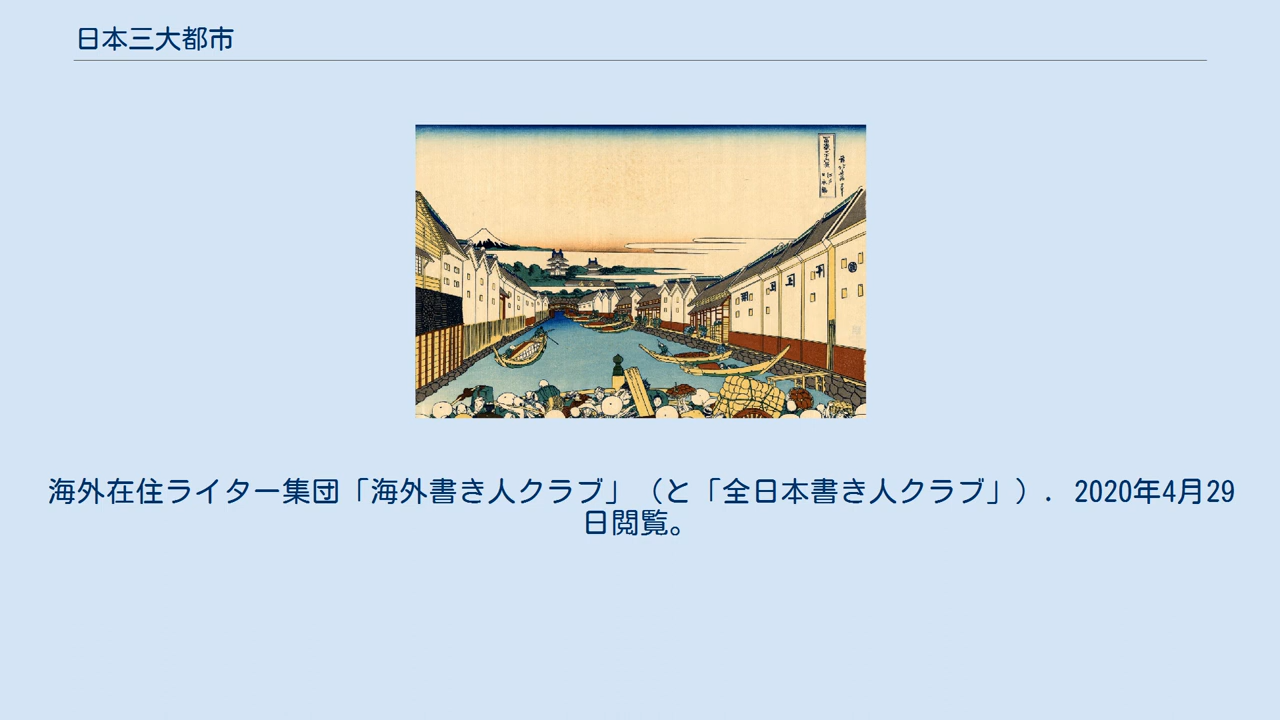 日本三大都市
海外在住ライター集団「海外書き人クラブ」（と「全日本書き人クラブ」）．2020年4月29
日閲覧。